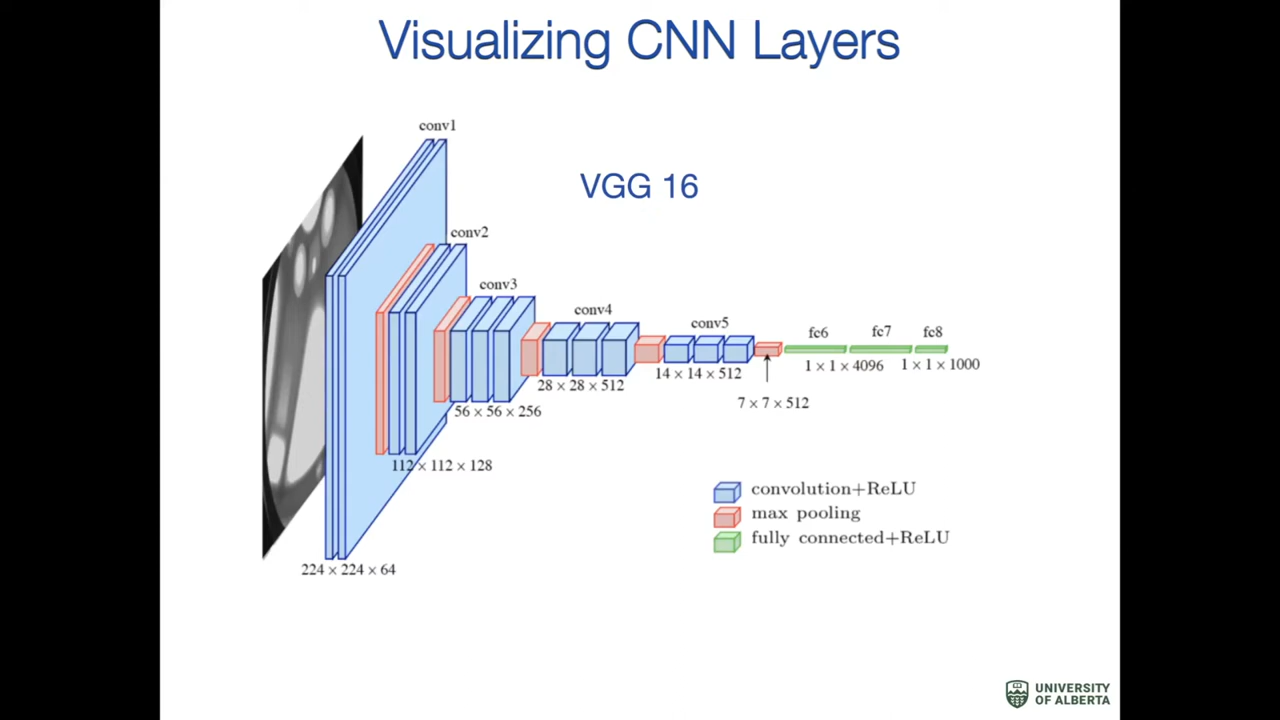 Visualizing CNN Layers
conv1
VGG 16
conv2
conv3
conv4
conv5
fc6
fc7
fc8
1 × 1 × 4096
1 × 1 × 1000
14 × 14 × 512
28 × 28 × 512
7 × 7 × 512
56 × 56 × 256
112 × 112 × 128
224 × 224 × 64
convolution+ReLU
max pooling
fully connected+ReLU
UNIVERSITY
OF ALBERTA